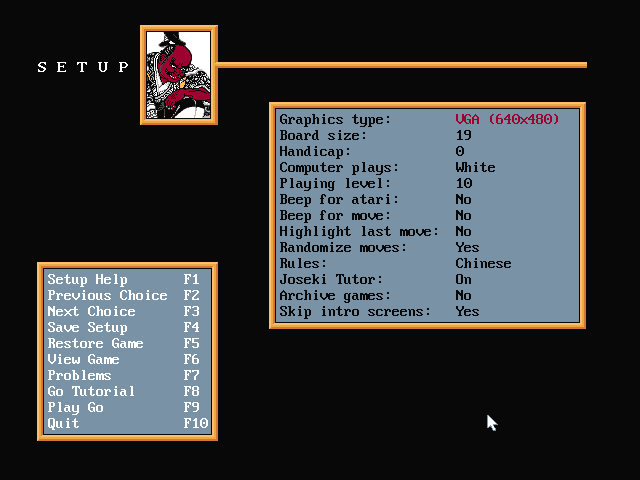 SETUP
Graphics type: VGA (640x480)
Board size: 19
Handicap: 0
Computer plays: White
Playing level: 10
Beep for atari: No
Beep for move: No
Highlight last move: No
Randomize moves: Yes
Rules: Chinese
Joseki Tutor: On
Archive games: No
Skip intro screens: Yes
Setup Help F1
Previous Choice F2
Next Choice F3
Save Setup F4
Restore Game F5
View Game F6
Problems F7
Go Tutorial F8
Play Go F9
Quit F10